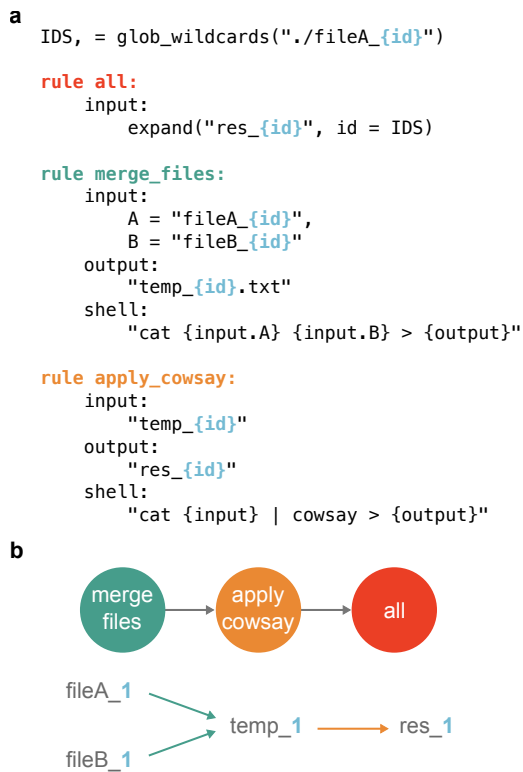 a
IDS, = glob_wildcards("./fileA_{id}")
rule all:
input:
expand("res_{id}", id = IDS)
rule merge_files:
input:
A = "fileA_{id}",
B = "fileB_{id}"
output:
"temp_{id}.txt"
shell:
"cat {input.A} {input.B} > {output}"
rule apply_cowsay:
input:
"temp_{id}"
output:
"res_{id}"
shell:
"cat {input} | cowsay > {output}"
b
merge
files
apply
cowsay
all
fileA_1
fileB_1
temp_1
res_1